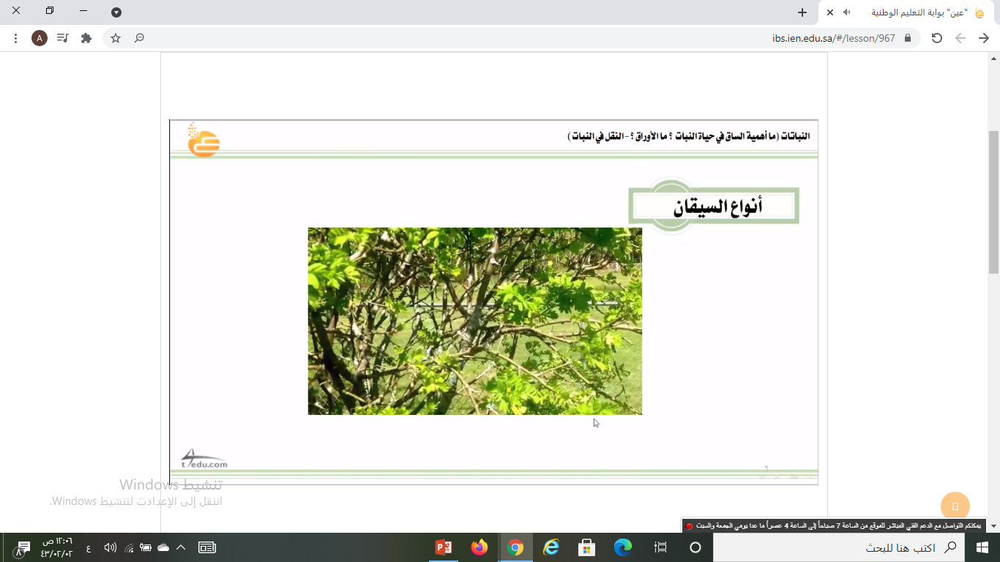 "عين" بوابة التعليم الوطنية
ibs.ien.edu.sa/#/lesson/967
A
النباتات (ما أهمية الساق في حياة النبات ؟ ما الأوراق ؟ - النقل في النبات )
أنواع السيقان
t4edu.com
٦
تنشيط Windows
انتقل إلى الإعدادات لتنشيط Windows.
يمكنكم التواصل مع الدعم الفني المباشر للموقع من الساعة 7 صباحاً إلى الساعة 4 عصراً ما عدا يومي الجمعة والسبت
اكتب هنا للبحث
ع
١٢:٠٦ ص
٤٣/٠٢/٠٢
٨